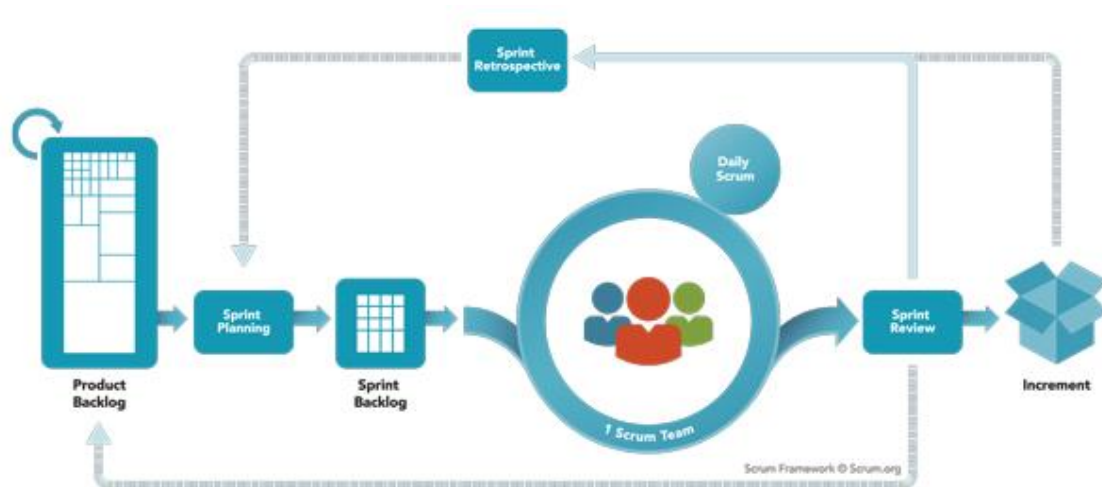 Sprint
Retrospective
Daily
Scrum
Sprint
Planning
Sprint
Review
Product
Backlog
Sprint
Backlog
1 Scrum Team
Increment
Scrum Framework © Scrum.org